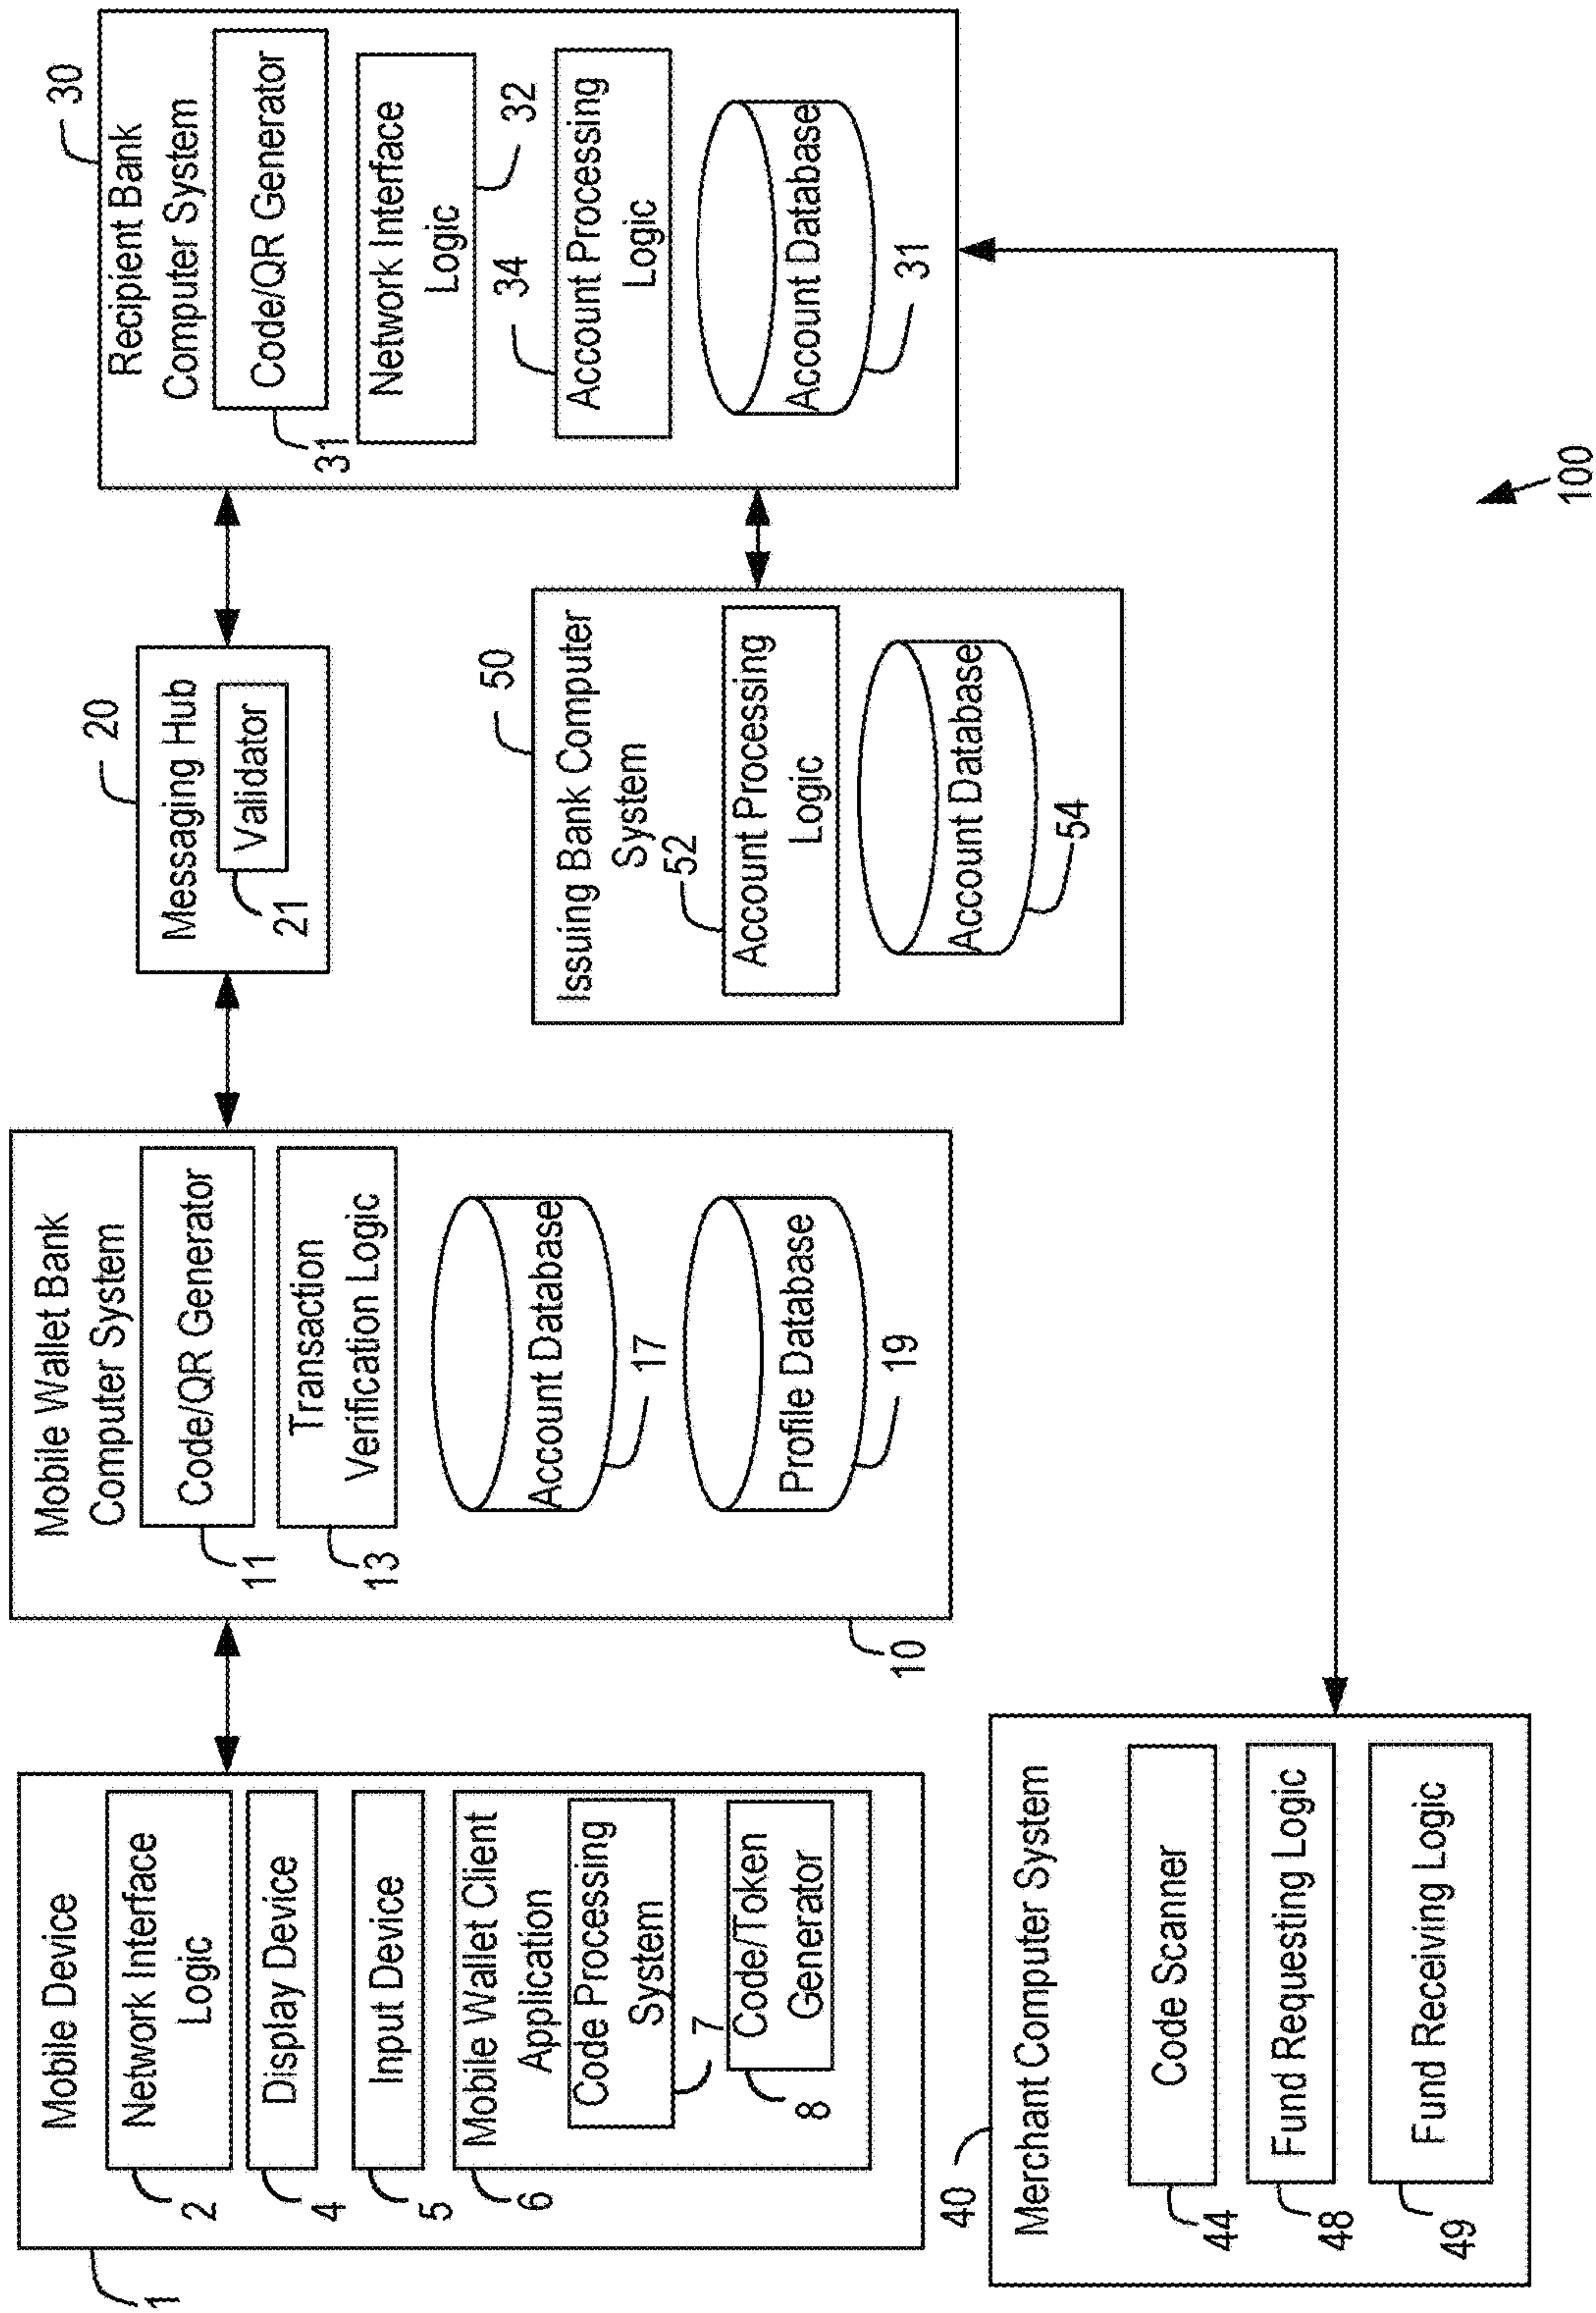 Mobile Device
1
Network Interface
Logic
2
Display Device
4
Input Device
5
Mobile Wallet Client
Application
6
Code Processing
System
7
Code/Token
Generator
8
Mobile Wallet Bank
Computer System
10
Code/QR Generator
11
Transaction
Verification Logic
13
Account Database
17
Profile Database
19
20
Messaging Hub
Validator
21
30
Recipient Bank
Computer System
Code/QR Generator
31
Network Interface
Logic
32
34
Account Processing
Logic
Account Database
31
50
Issuing Bank Computer
System
52
Account Processing
Logic
Account Database
54
40
Merchant Computer System
Code Scanner
44
Fund Requesting Logic
48
Fund Receiving Logic
49
100